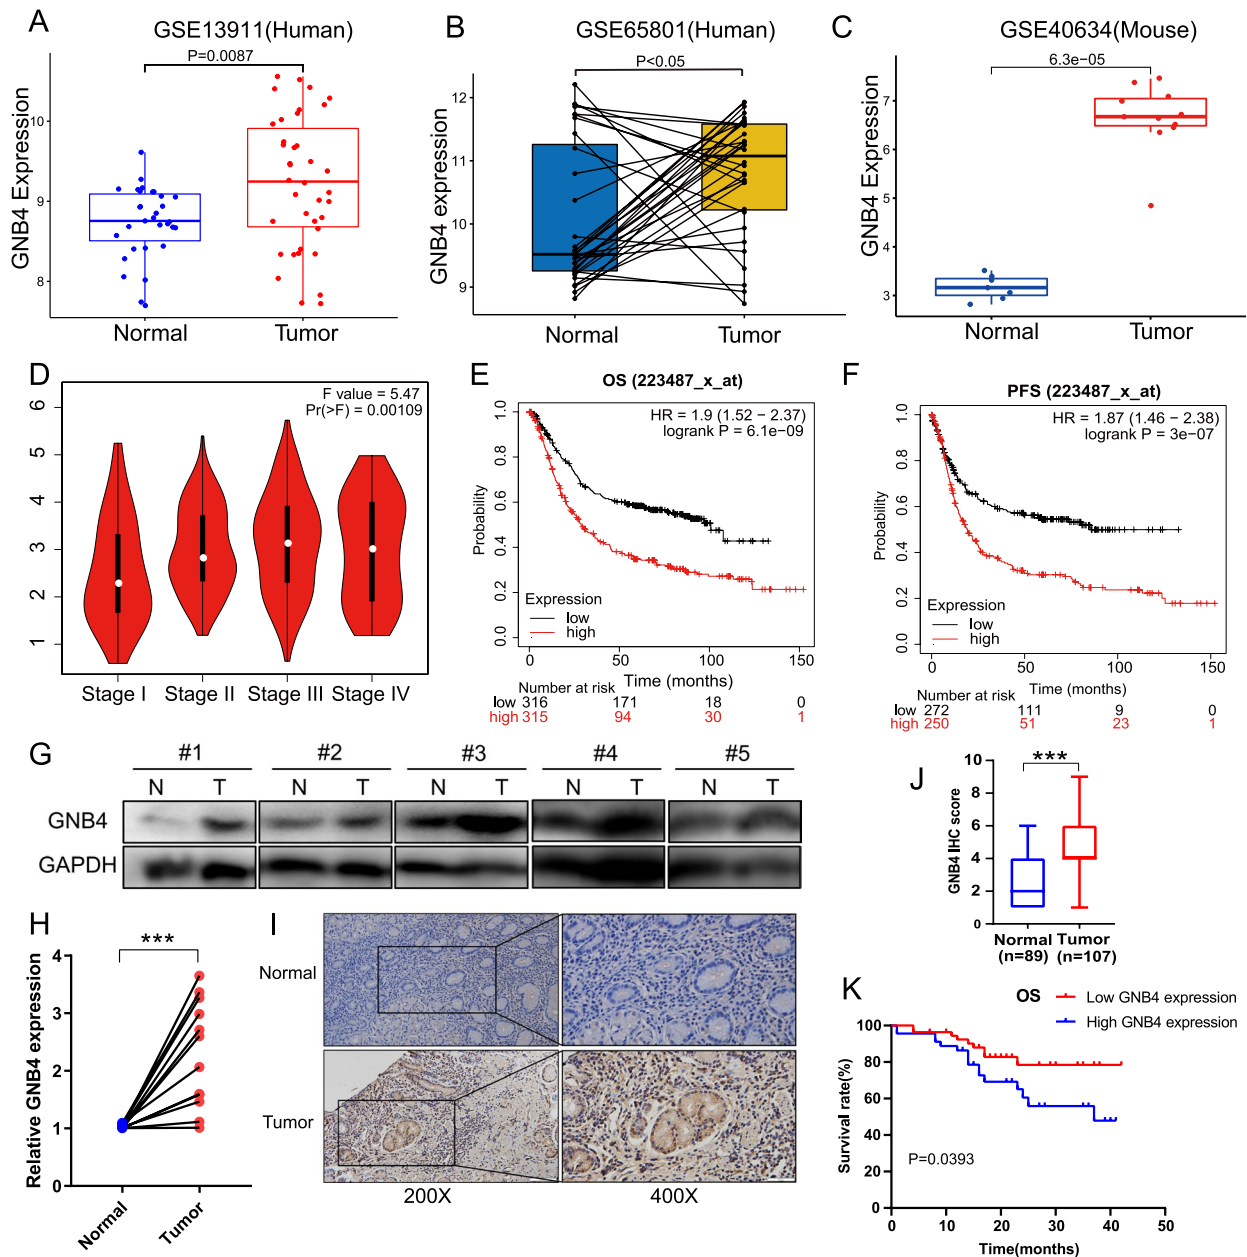 A
GSE13911(Human)
P=0.0087
GNB4 Expression
10
9
8
Normal
Tumor
B
GSE65801(Human)
P<0.05
GNB4 expression
12
11
10
9
Normal
Tumor
C
GSE40634(Mouse)
6.3e−05
GNB4 Expression
7
6
5
4
3
Normal
Tumor
D
F value = 5.47
Pr(>F) = 0.00109
6
5
4
3
2
1
Stage I
Stage II
Stage III
Stage IV
E
OS (223487_x_at)
HR = 1.9 (1.52 − 2.37)
logrank P = 6.1e−09
Probability
1.0
0.8
0.6
0.4
0.2
0.0
Expression
low
high
0 50 100 150
Time (months)
Number at risk
low 316 171 18 0
high 315 94 30 1
F
PFS (223487_x_at)
HR = 1.87 (1.46 − 2.38)
logrank P = 3e−07
Probability
1.0
0.8
0.6
0.4
0.2
0.0
Expression
low
high
0 50 100 150
Time (months)
Number at risk
low 272 111 9 0
high 250 51 23 1
G
#1 #2 #3 #4 #5
N T N T N T N T N T
GNB4
GAPDH
H
***
Relative GNB4 expression
4
3
2
1
0
Normal
Tumor
I
Normal
Tumor
200X
400X
J
***
GNB4 IHC score
10
8
6
4
2
0
Normal
(n=89)
Tumor
(n=107)
K
OS
Low GNB4 expression
High GNB4 expression
Survival rate(%)
100
80
60
40
20
0
P=0.0393
0 10 20 30 40 50
Time(months)